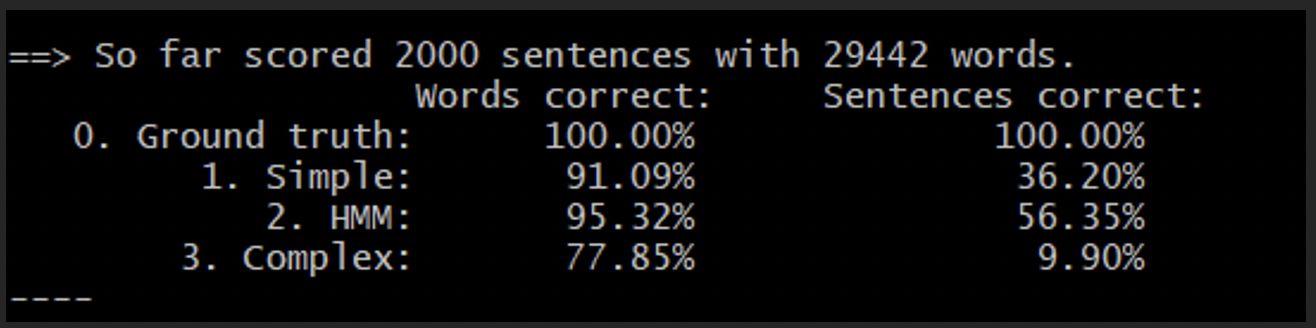 ==> So far scored 2000 sentences with 29442 words.
Words correct: Sentences correct:
0. Ground truth: 100.00% 100.00%
1. Simple: 91.09% 36.20%
2. HMM: 95.32% 56.35%
3. Complex: 77.85% 9.90%
----